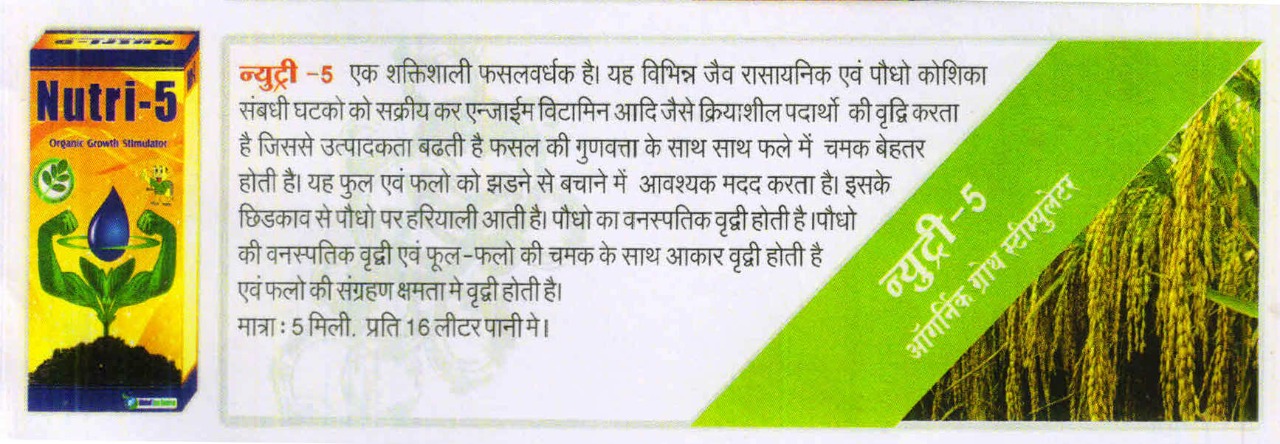 Nutri-5
Organic Growth Stimulator
न्युट्री -5 एक शक्तिशाली फसलवर्धक है। यह विभिन्न जैव रासायनिक एवं पौधो कोशिका
संबधी घटको को सक्रीय कर एन्जाईम विटामिन आदि जैसे क्रियाशील पदार्थो की वृद्दि करता
है जिससे उत्पादकता बढती है फसल की गुणवत्ता के साथ साथ फले में चमक बेहतर
होती है। यह फुल एवं फलो को झडने से बचाने में आवश्यक मदद करता है। इसके
छिडकाव से पौधो पर हरियाली आती है। पौधो का वनस्पतिक वृद्वी होती है।पौधो
की वनस्पतिक वृद्वी एवं फूल-फलो की चमक के साथ आकार वृद्वी होती है
एवं फलो की संग्रहण क्षमता मे वृद्वी होती है।
मात्रा : 5 मिली. प्रति 16 लीटर पानी मे।
न्युट्री -5
ऑगर्निक ग्रोथ स्टीम्युलेटर